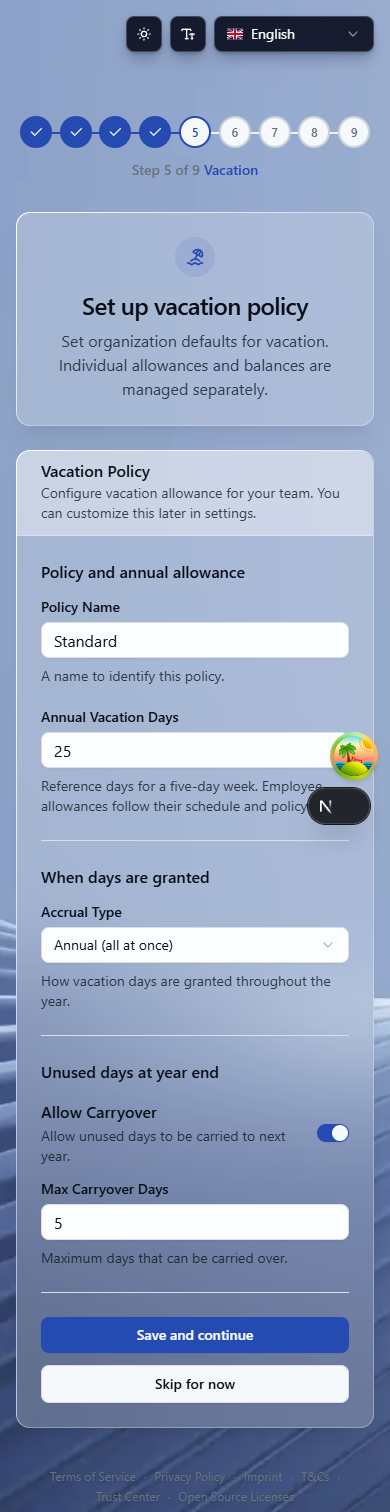 English
5
6
7
8
9
Step 5 of 9 Vacation
Set up vacation policy
Set organization defaults for vacation.
Individual allowances and balances are
managed separately.
Vacation Policy
Configure vacation allowance for your team. You
can customize this later in settings.
Policy and annual allowance
Policy Name
Standard
A name to identify this policy.
Annual Vacation Days
25
Reference days for a five-day week. Employee
allowances follow their schedule and policy
N
When days are granted
Accrual Type
Annual (all at once)
How vacation days are granted throughout the
year.
Unused days at year end
Allow Carryover
Allow unused days to be carried to next
year.
Max Carryover Days
5
Maximum days that can be carried over.
Save and continue
Skip for now
Terms of Service · Privacy Policy · Imprint · T&Cs ·
Trust Center · Open Source Licenses